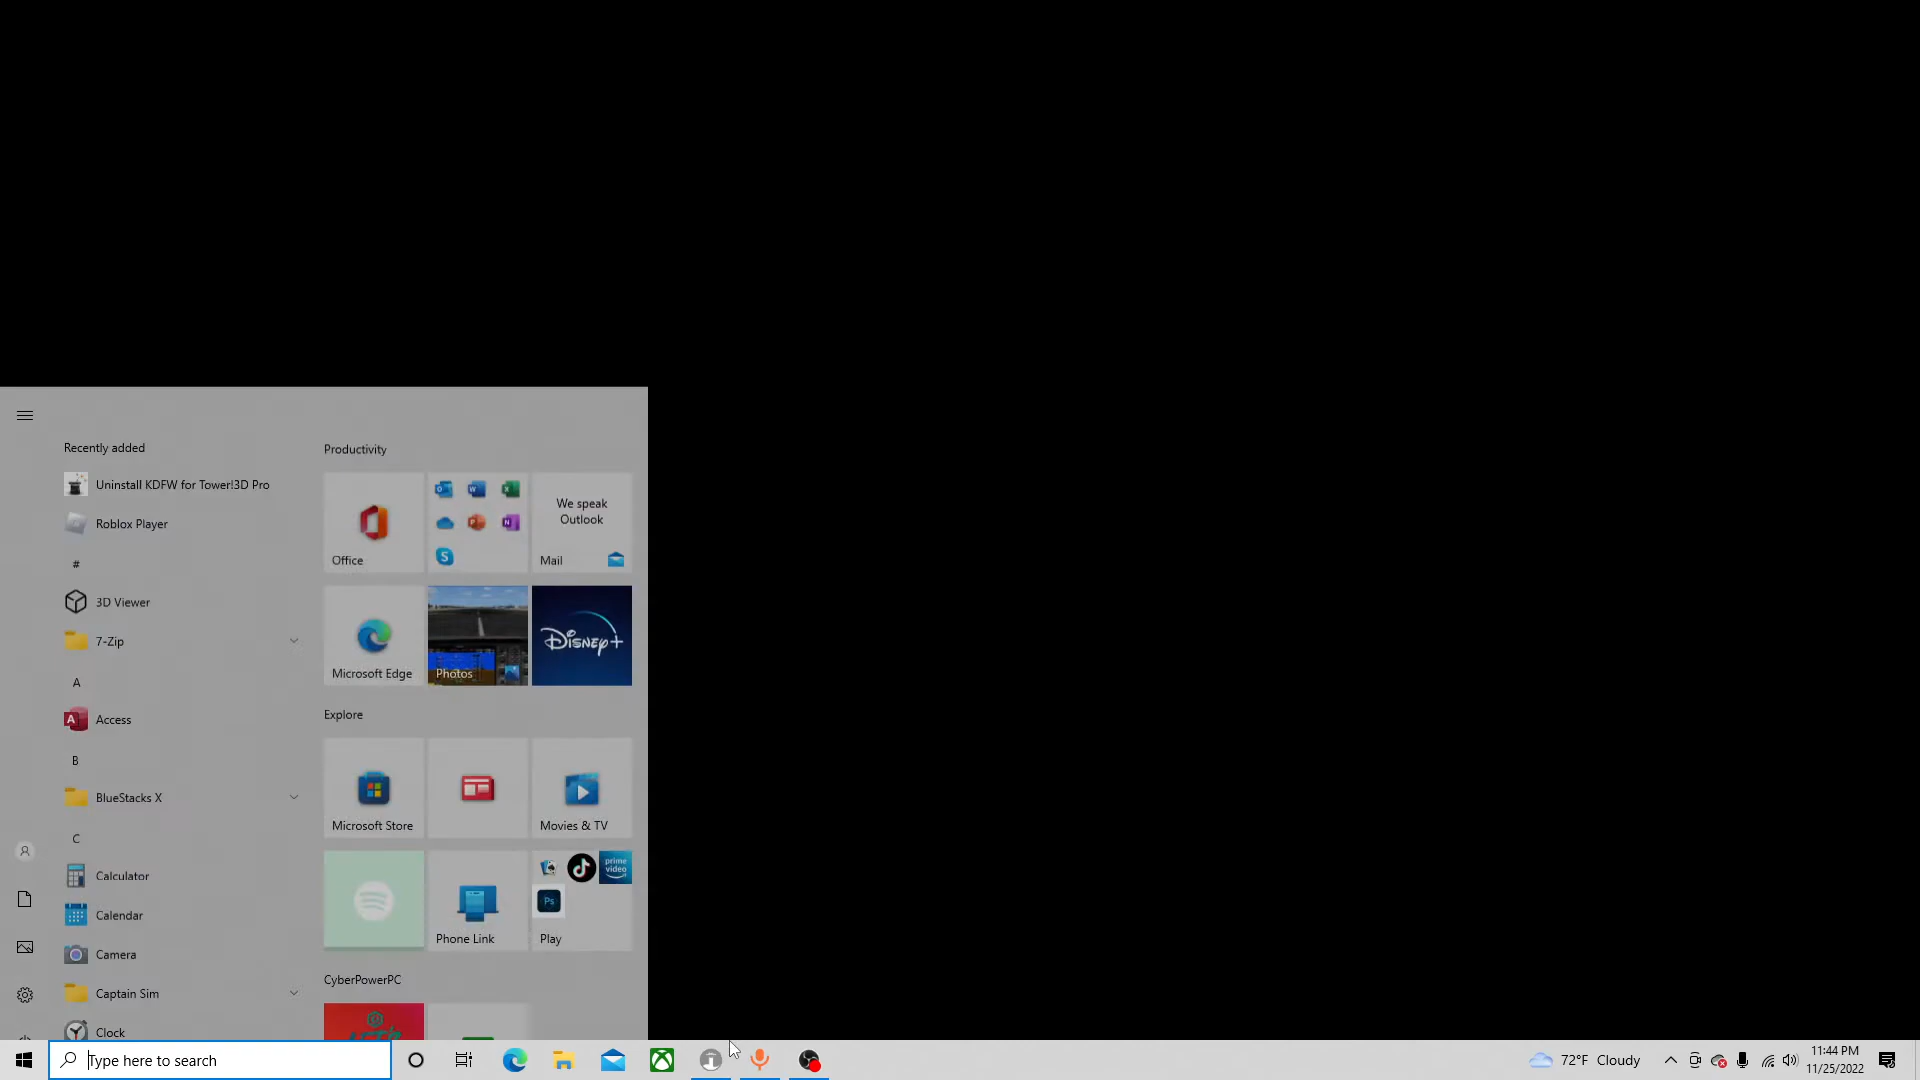 Recently added
Uninstall KDFW for Tower!3D Pro
Roblox Player
#
3D Viewer
7-Zip
A
Access
B
BlueStacks X
C
Calculator
Calendar
Camera
Captain Sim
Clock
Productivity
Office
We speak
Outlook
Mail
Microsoft Edge
Photos
Disney+
Explore
Microsoft Store
Movies & TV
Phone Link
prime
video
Ps
Play
CyberPowerPC
Type here to search
72°F Cloudy
11:44 PM
11/25/2022